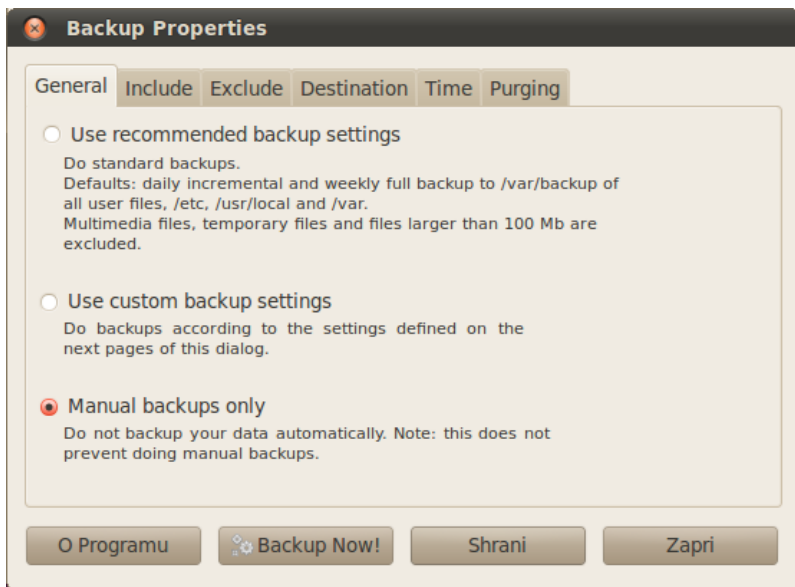 Backup Properties
General Include Exclude Destination Time Purging
Use recommended backup settings
Do standard backups.
Defaults: daily incremental and weekly full backup to /var/backup of
all user files, /etc, /usr/local and /var.
Multimedia files, temporary files and files larger than 100 Mb are
excluded.
Use custom backup settings
Do backups according to the settings defined on the
next pages of this dialog.
Manual backups only
Do not backup your data automatically. Note: this does not
prevent doing manual backups.
O Programu Backup Now! Shrani Zapri